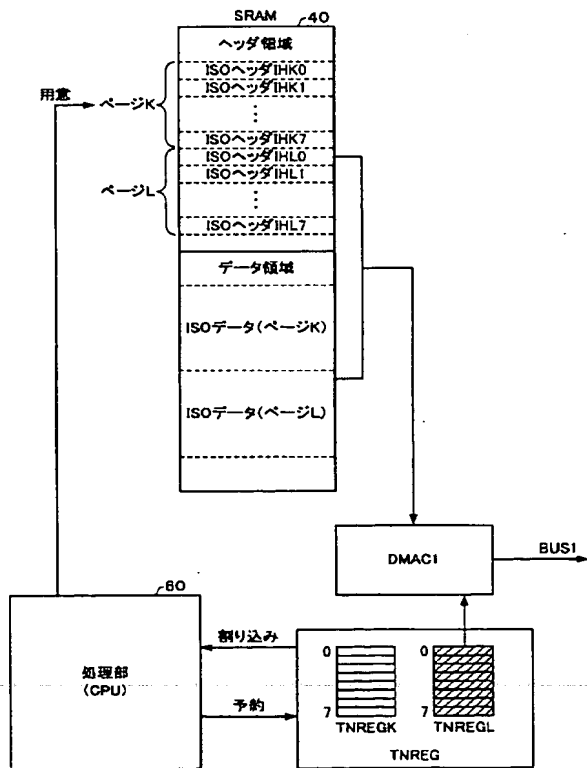 SRAM
40
ヘッダ領域
ISOヘッダIHK0
ISOヘッダIHK1
⋮
ISOヘッダIHK7
ISOヘッダIHL0
ISOヘッダIHL1
⋮
ISOヘッダIHL7
用意
ページK
ページL
データ領域
ISOデータ(ページK)
ISOデータ(ページL)
DMAC1
BUS1
60
処理部
(CPU)
割り込み
予約
0
7
TNREGK
0
7
TNREGL
TNREG